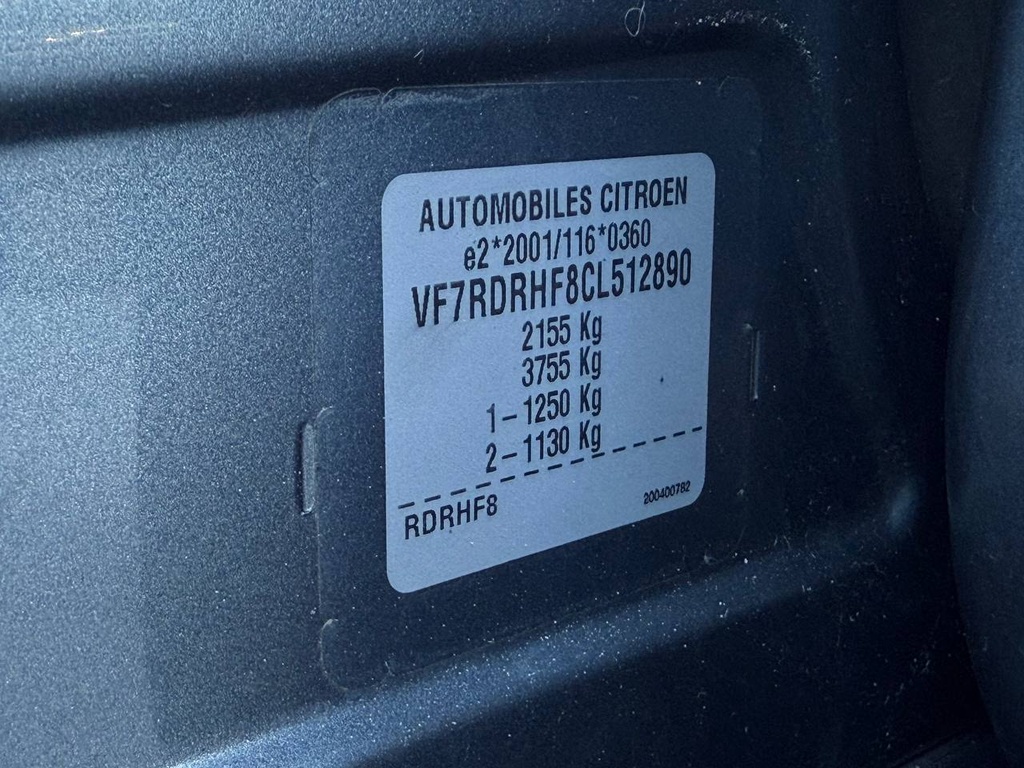 AUTOMOBILES CITROEN
e2*2001/116*0360
VF7RDRHF8CL512890
2155 Kg
3755 Kg
1-1250 Kg
2-1130 Kg
RDRHF8
200400782